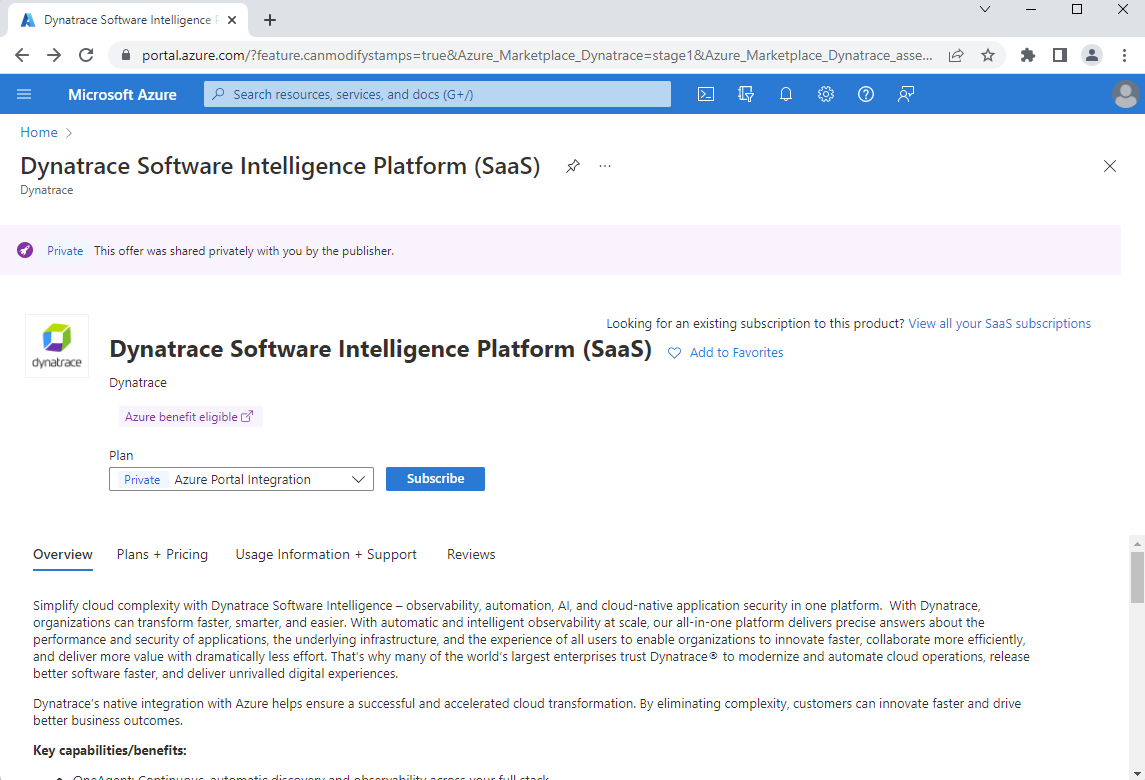 Dynatrace Software Intelligence P
portal.azure.com/?feature.canmodifystamps=true&Azure_Marketplace_Dynatrace=stage1&Azure_Marketplace_Dynatrace_asse...
Microsoft Azure
Search resources, services, and docs (G+/)
Home
Dynatrace Software Intelligence Platform (SaaS)
Dynatrace
Private This offer was shared privately with you by the publisher.
Looking for an existing subscription to this product? View all your SaaS subscriptions
dynatrace
Dynatrace Software Intelligence Platform (SaaS) Add to Favorites
Dynatrace
Azure benefit eligible
Plan
Private Azure Portal Integration Subscribe
Overview Plans + Pricing Usage Information + Support Reviews
Simplify cloud complexity with Dynatrace Software Intelligence – observability, automation, AI, and cloud-native application security in one platform. With Dynatrace,
organizations can transform faster, smarter, and easier. With automatic and intelligent observability at scale, our all-in-one platform delivers precise answers about the
performance and security of applications, the underlying infrastructure, and the experience of all users to enable organizations to innovate faster, collaborate more efficiently,
and deliver more value with dramatically less effort. That's why many of the world's largest enterprises trust Dynatrace® to modernize and automate cloud operations, release
better software faster, and deliver unrivalled digital experiences.
Dynatrace's native integration with Azure helps ensure a successful and accelerated cloud transformation. By eliminating complexity, customers can innovate faster and drive
better business outcomes.
Key capabilities/benefits:
• OneAgent: Continuous, automatic discovery and observability across your full stack